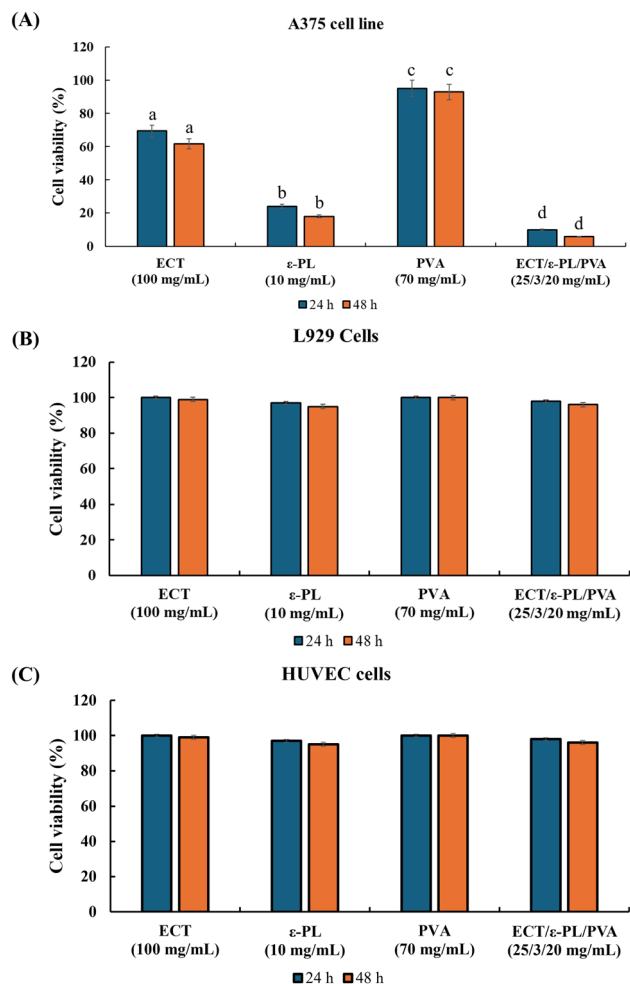 (A)
A375 cell line
Cell viability (%)
120
100
80
60
40
20
0
a a
b b
c c
d d
ECT ε-PL PVA ECT/ε-PL/PVA
(100 mg/mL) (10 mg/mL) (70 mg/mL) (25/3/20 mg/mL)
24 h 48 h
(B)
L929 Cells
Cell viability (%)
120
100
80
60
40
20
0
ECT ε-PL PVA ECT/ε-PL/PVA
(100 mg/mL) (10 mg/mL) (70 mg/mL) (25/3/20 mg/mL)
24 h 48 h
(C)
HUVEC cells
Cell viability (%)
120
100
80
60
40
20
0
ECT ε-PL PVA ECT/ε-PL/PVA
(100 mg/mL) (10 mg/mL) (70 mg/mL) (25/3/20 mg/mL)
24 h 48 h